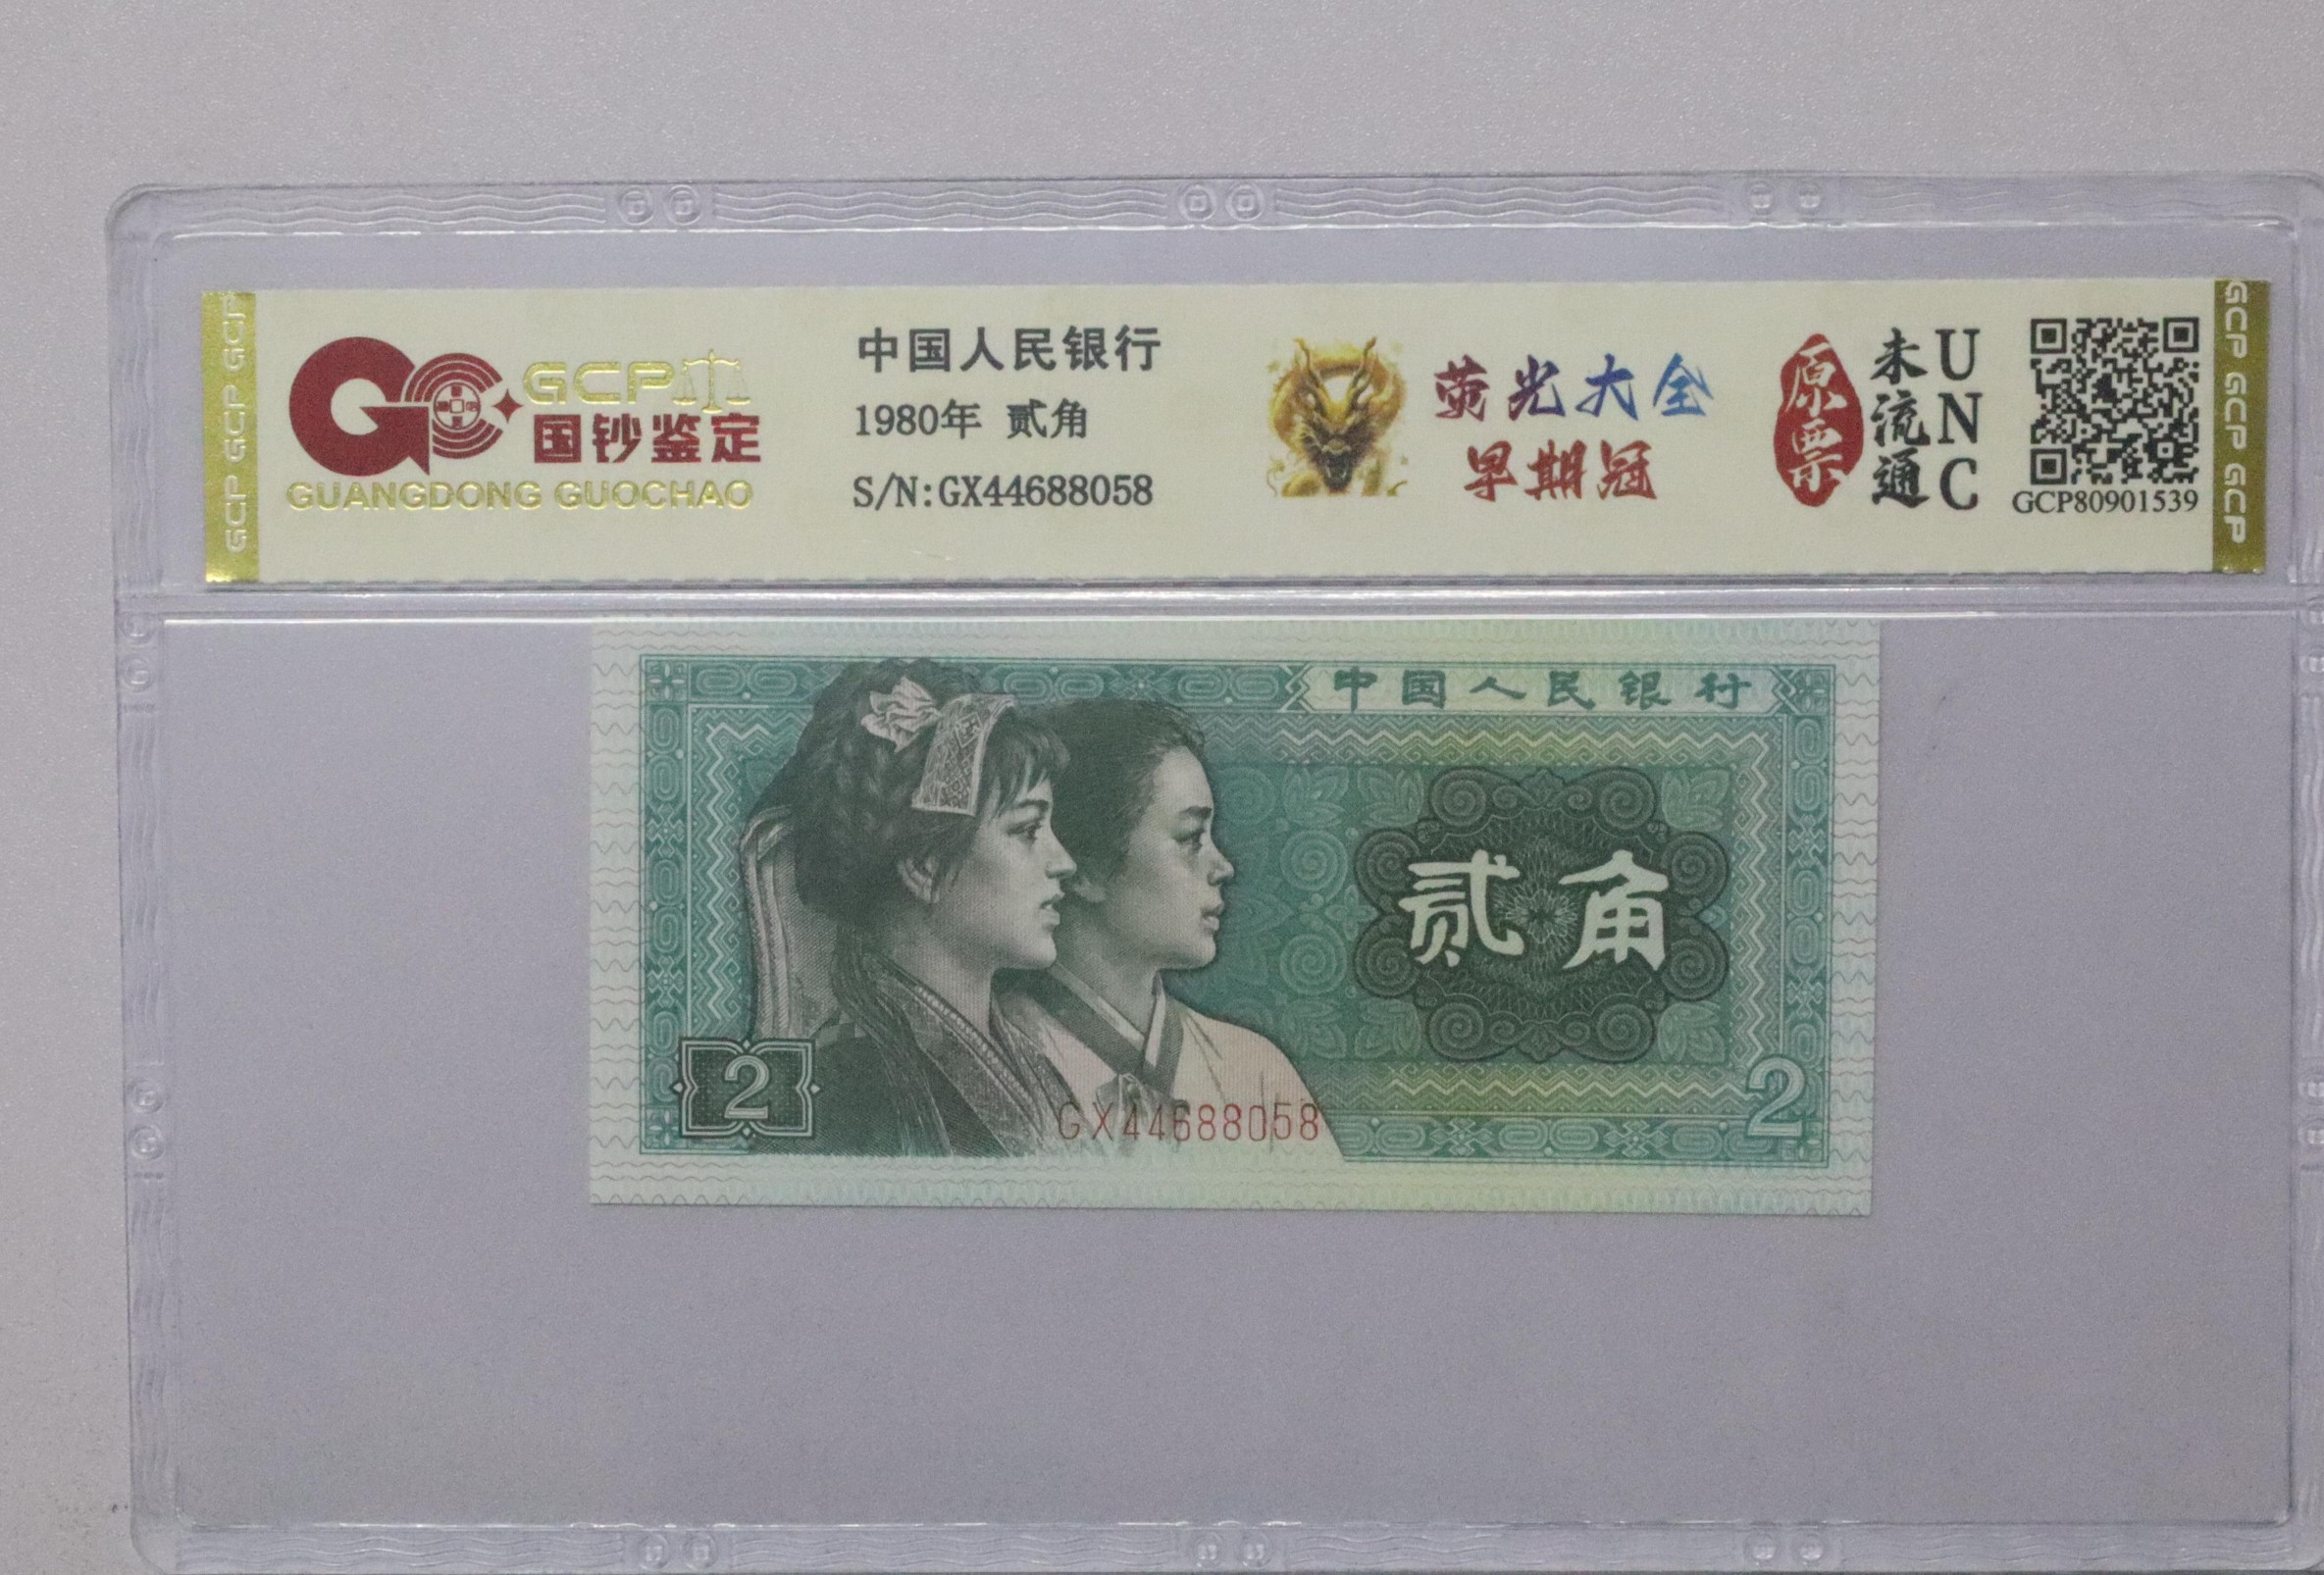 GCP GCP GCP
GCP
国钞鉴定
GUANGDONG GUOCHAO
中国人民银行
1980年 贰角
S/N:GX44688058
荧光大全
早期冠
原票
未流通
UNC
GCP80901539
GCP GCP GCP
中国人民银行
贰角
2
GX44688058
2